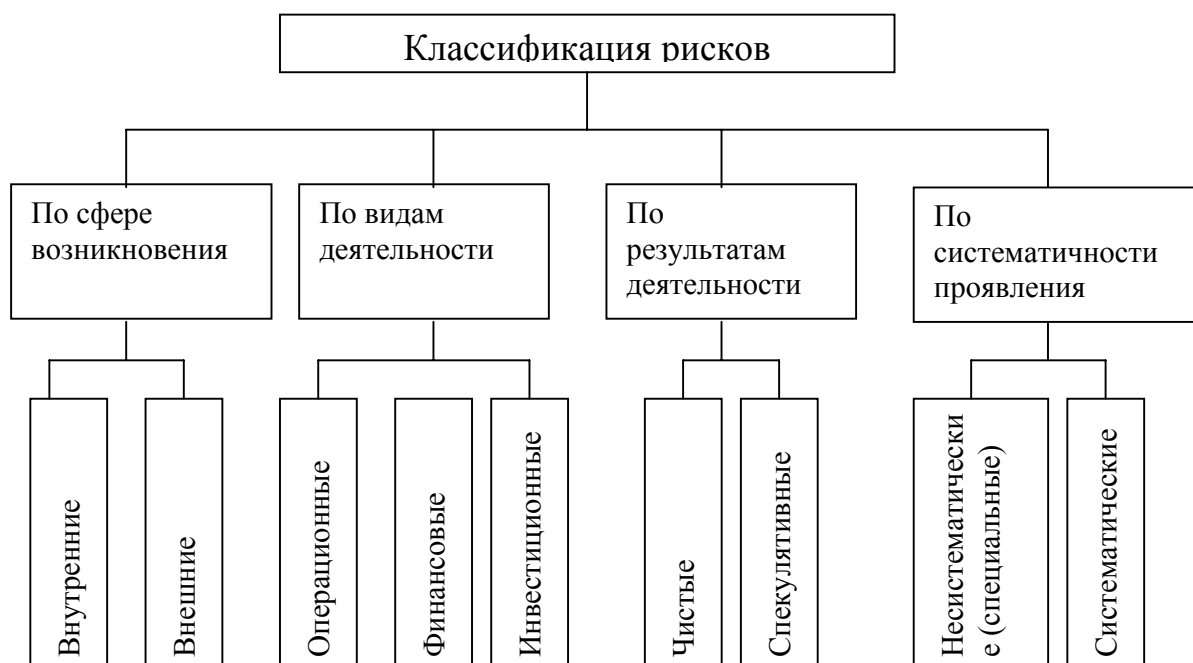 Классификация рисков
По сфере
возникновения
По видам
деятельности
По
результатам
деятельности
По
систематичности
проявления
Внутренние
Внешние
Операционные
Финансовые
Инвестиционные
Чистые
Спекулятивные
Несистематически
е (специальные)
Систематические